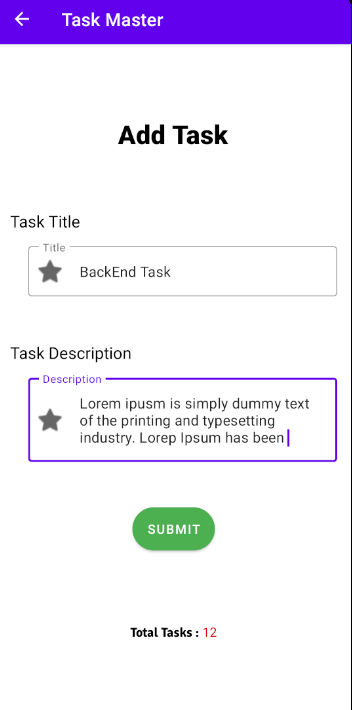 Task Master
Add Task
Task Title
Title
BackEnd Task
Task Description
Description
Lorem ipusm is simply dummy text
of the printing and typesetting
industry. Lorep Ipsum has been
SUBMIT
Total Tasks : 12